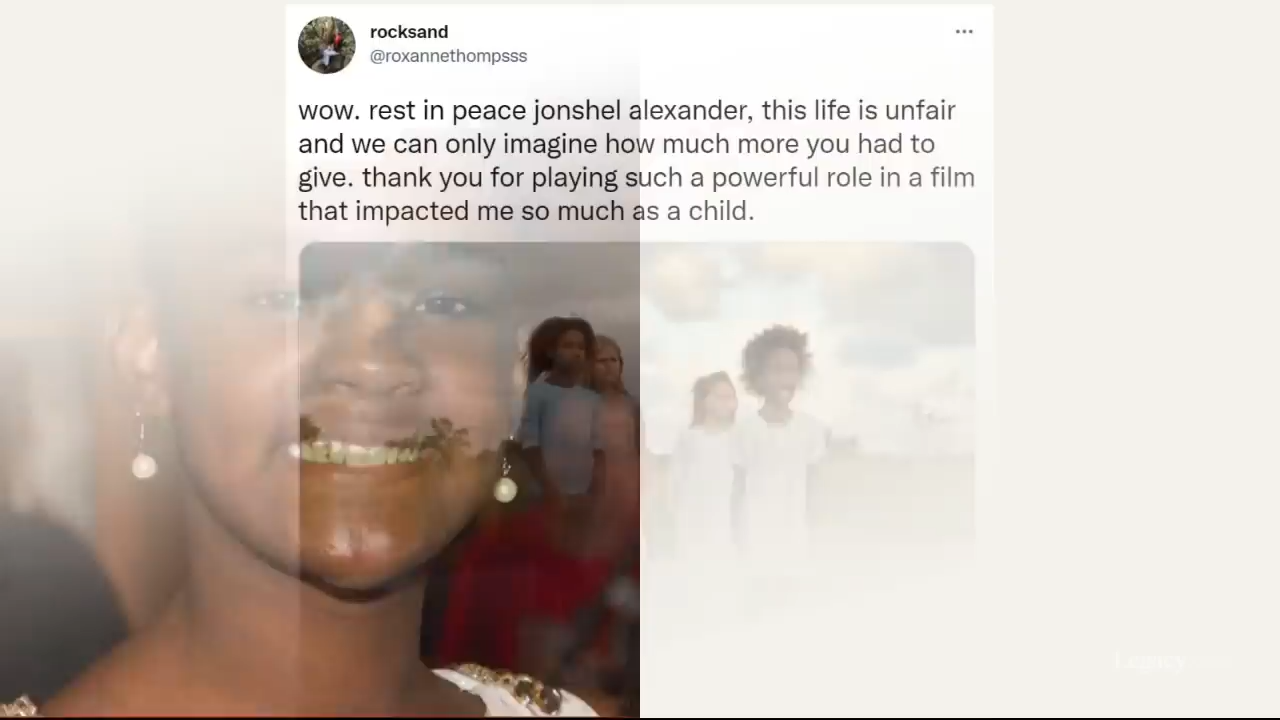 rocksand
@roxannethompsss
wow. rest in peace jonshel alexander, this life is unfair
and we can only imagine how much more you had to
give. thank you for playing such a powerful role in a film
that impacted me so much as a child.
Legacy